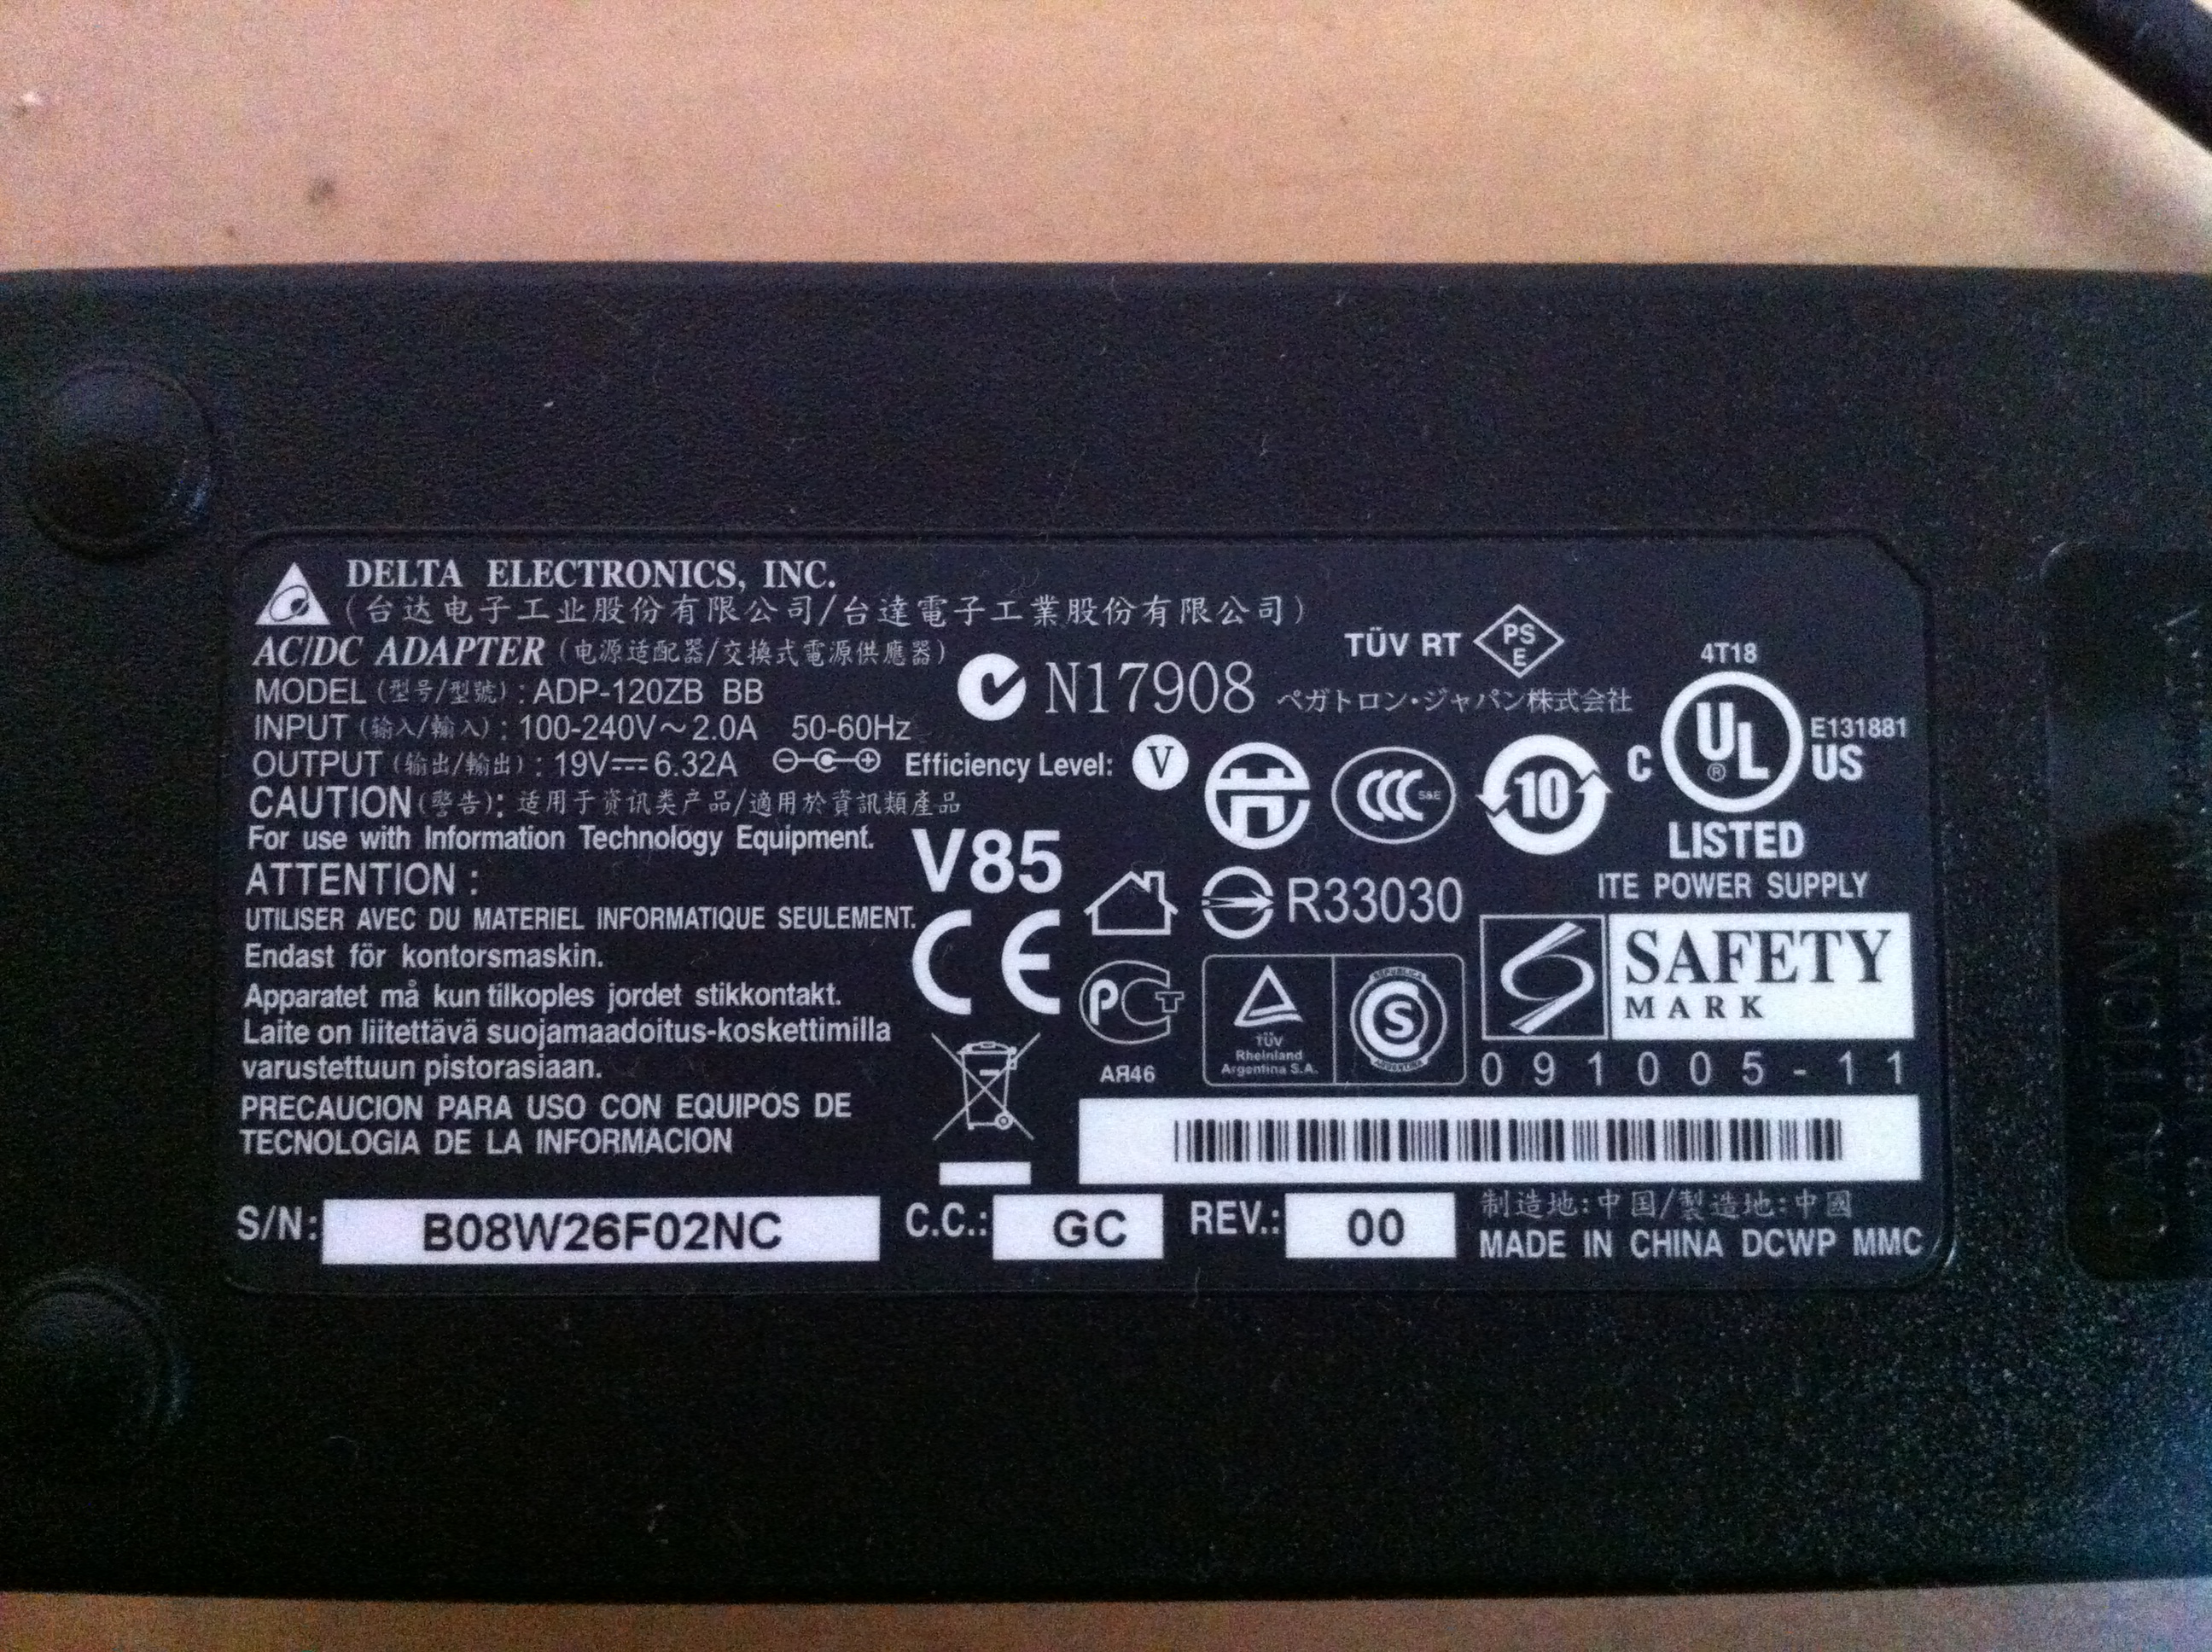 DELTA ELECTRONICS, INC.
(台达电子工业股份有限公司/台達電子工業股份有限公司)
AC/DC ADAPTER (电源适配器/交換式電源供應器)
MODEL (型号/型號) : ADP-120ZB BB
INPUT (输入/輸入) : 100-240V~2.0A 50-60Hz
OUTPUT (输出/輸出) : 19V⎓6.32A
Efficiency Level: V
CAUTION (警告): 适用于资讯类产品/適用於資訊類產品
For use with Information Technology Equipment.
ATTENTION :
UTILISER AVEC DU MATERIEL INFORMATIQUE SEULEMENT.
Endast för kontorsmaskin.
Apparatet må kun tilkoples jordet stikkontakt.
Laite on liitettävä suojamaadoitus-koskettimilla
varustettuun pistorasiaan.
PRECAUCION PARA USO CON EQUIPOS DE
TECNOLOGIA DE LA INFORMACION
N17908
TÜV RT
PS
E
ペガトロン・ジャパン株式会社
4T18
UL
®
C
US
E131881
LISTED
ITE POWER SUPPLY
CCC S&E
10
V85
CE
R33030
PCT
АЯ46
TÜV
Rheinland
Argentina S.A.
REPUBLICA
S
ARGENTINA
SAFETY
MARK
091005-11
S/N: B08W26F02NC
C.C.: GC
REV.: 00
制造地:中国/製造地:中國
MADE IN CHINA DCWP MMC
CAUTION